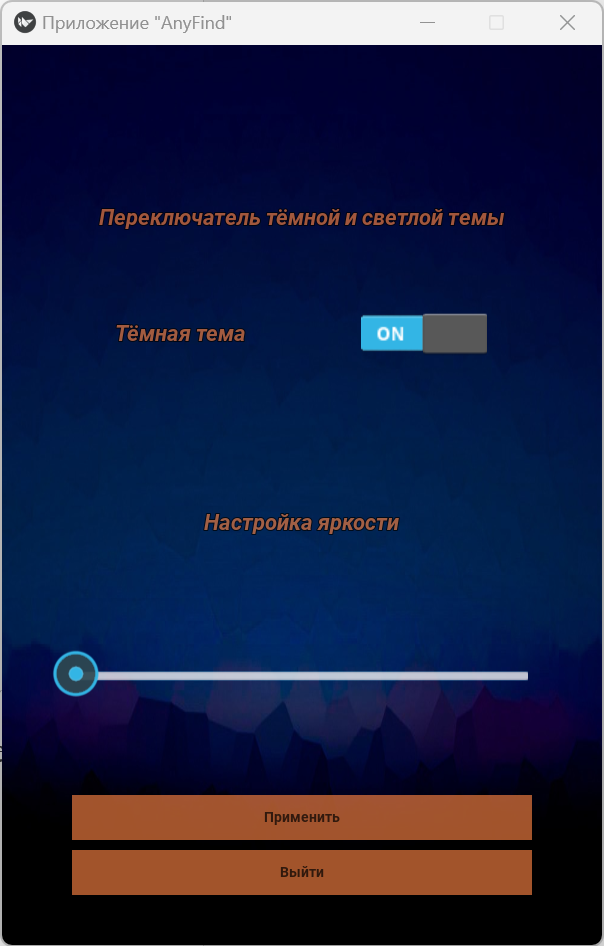 Приложение "AnyFind"
Переключатель тёмной и светлой темы
Тёмная тема
ON
Настройка яркости
Применить
Выйти